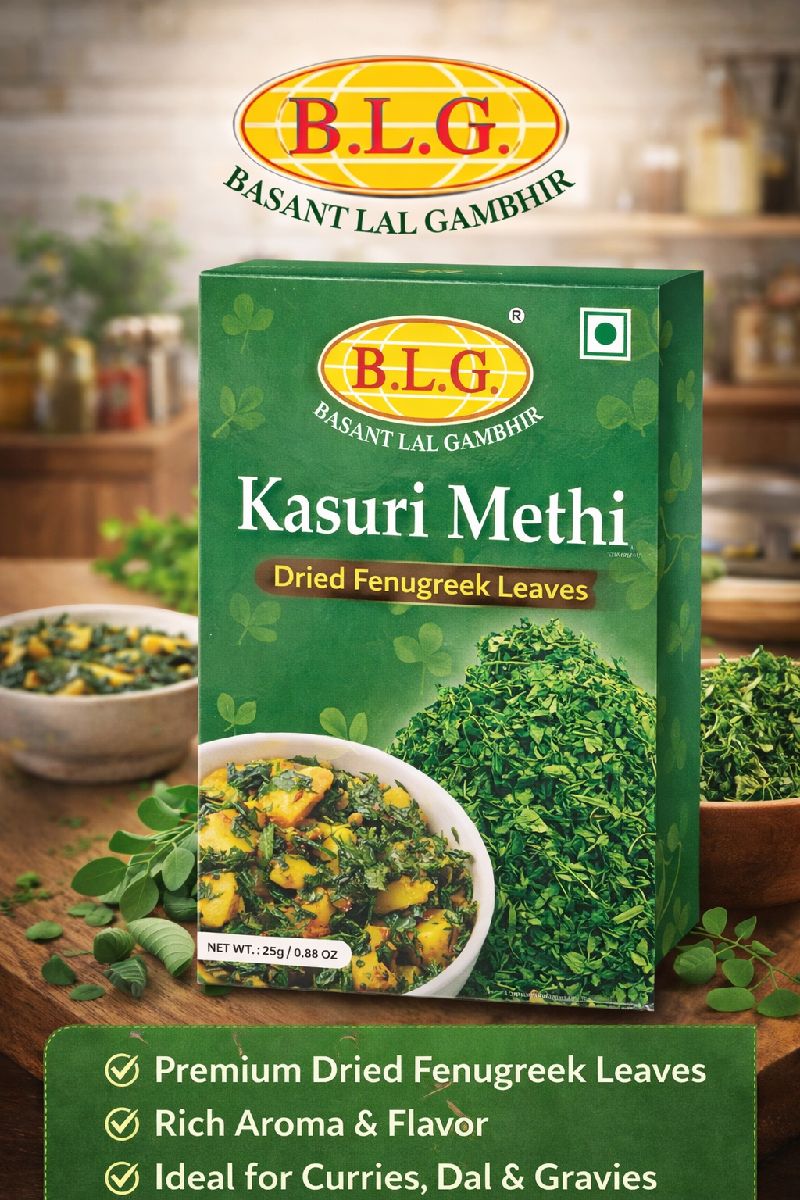 B.L.G.
BASANT LAL GAMBHIR
®
B.L.G.
BASANT LAL GAMBHIR
Kasuri Methi
Dried Fenugreek Leaves
NET WT. : 25g / 0.88 OZ
Premium Dried Fenugreek Leaves
Rich Aroma & Flavor
Ideal for Curries, Dal & Gravies